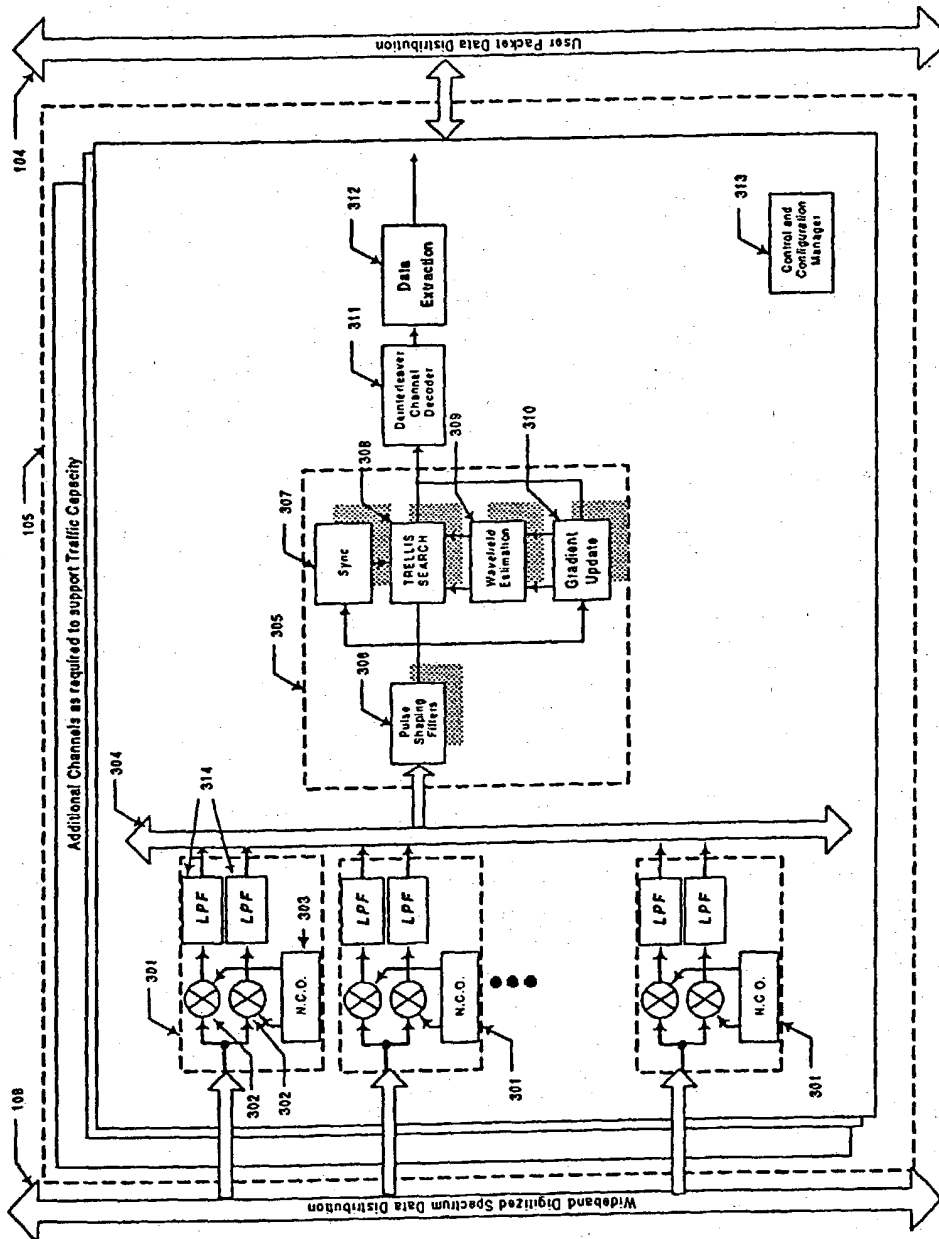 108
Wideband Digitized Spectrum Data Distribution
105
104
User Packet Data Distribution
Additional Channels as required to support Traffic Capacity
301
302
302
303
N.C.O.
LPF
LPF
314
304
301
N.C.O.
LPF
LPF
301
N.C.O.
LPF
LPF
305
306
Pulse
Shaping
Filters
307
Sync
308
TRELLIS
SEARCH
309
Wavefield
Estimation
310
Gradient
Update
311
Deinterleaver
Channel
Decoder
312
Data
Extraction
313
Control and
Configuration
Manager